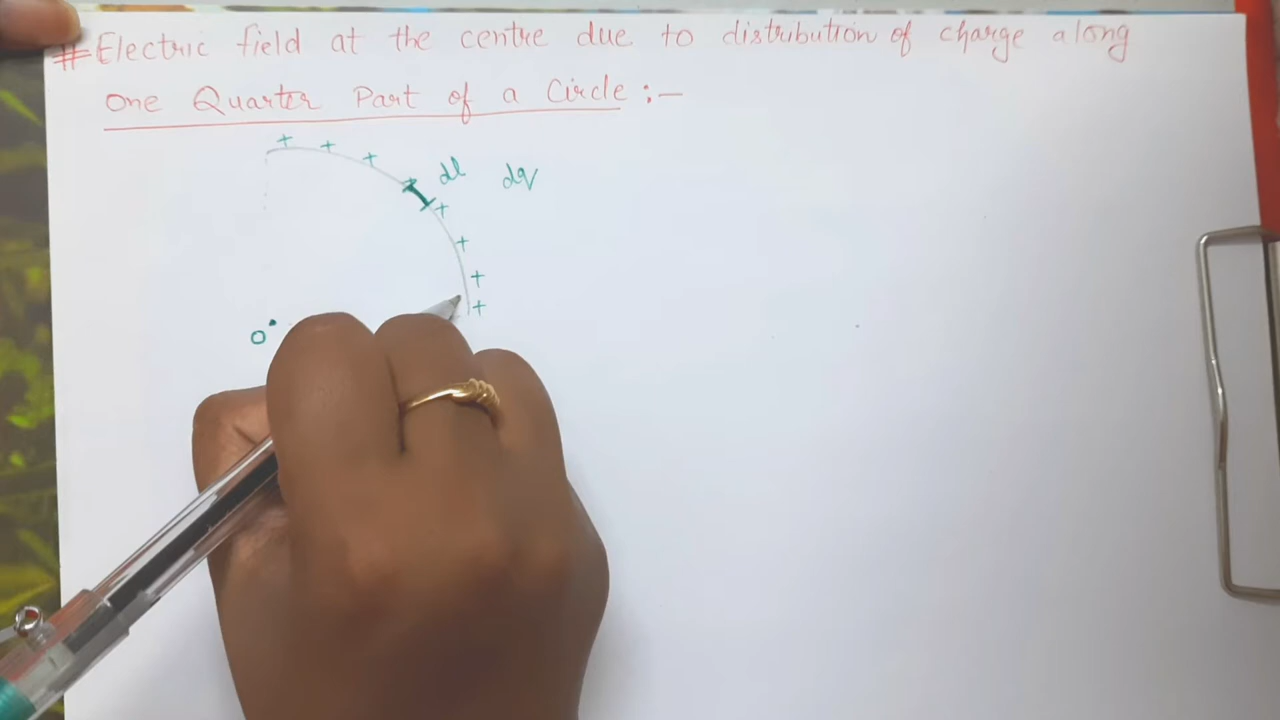 # Electric field at the centre due to distribution of charge along
One Quarter Part of a Circle :-
+ + + + + + + +
dl dq
O